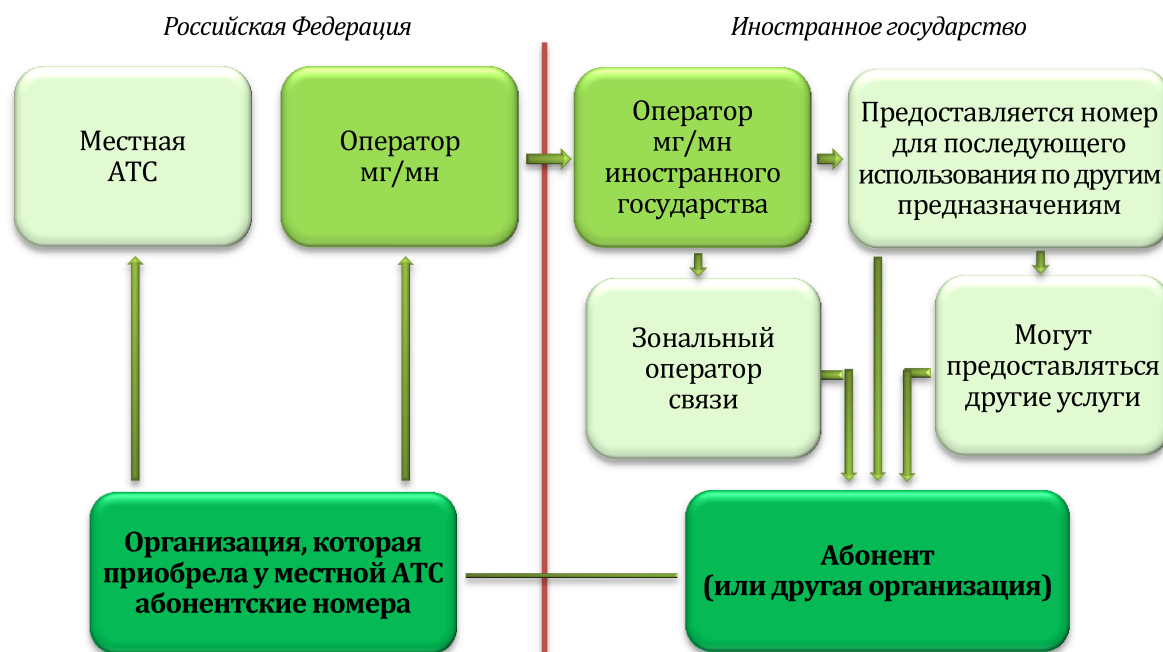 Российская Федерация
Иностранное государство
Местная
АТС
Оператор
мг/мн
Оператор
мг/мн
иностранного
государства
Предоставляется номер
для последующего
использования по другим
предназначениям
Зональный
оператор
связи
Могут
предоставляться
другие услуги
Организация, которая
приобрела у местной АТС
абонентские номера
Абонент
(или другая организация)